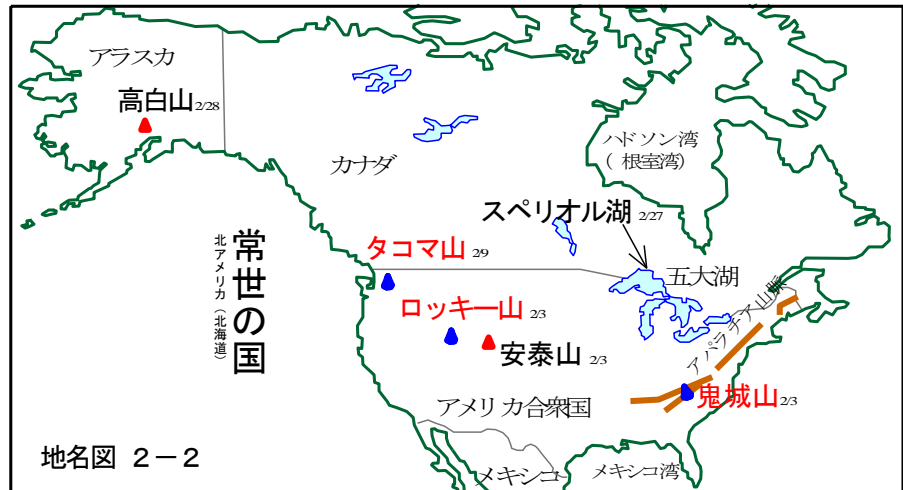 アラスカ
高白山 2/28
カナダ
ハドソン湾
(根室湾)
スペリオル湖 2/27
常世の国
北アメリカ(北海道)
タコマ山 2/9
五大湖
ロッキー山 2/3
アパラチア山脈
安泰山 2/3
鬼城山 2/3
アメリカ合衆国
地名図 2-2
メキシコ
メキシコ湾